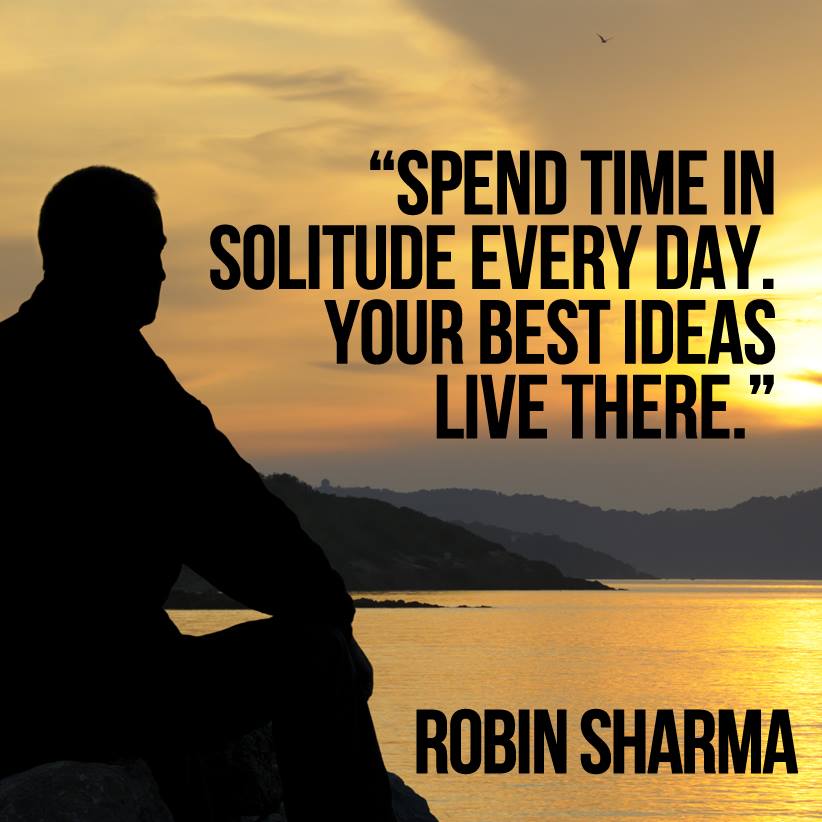 “SPEND TIME IN
SOLITUDE EVERY DAY.
YOUR BEST IDEAS
LIVE THERE.”
ROBIN SHARMA